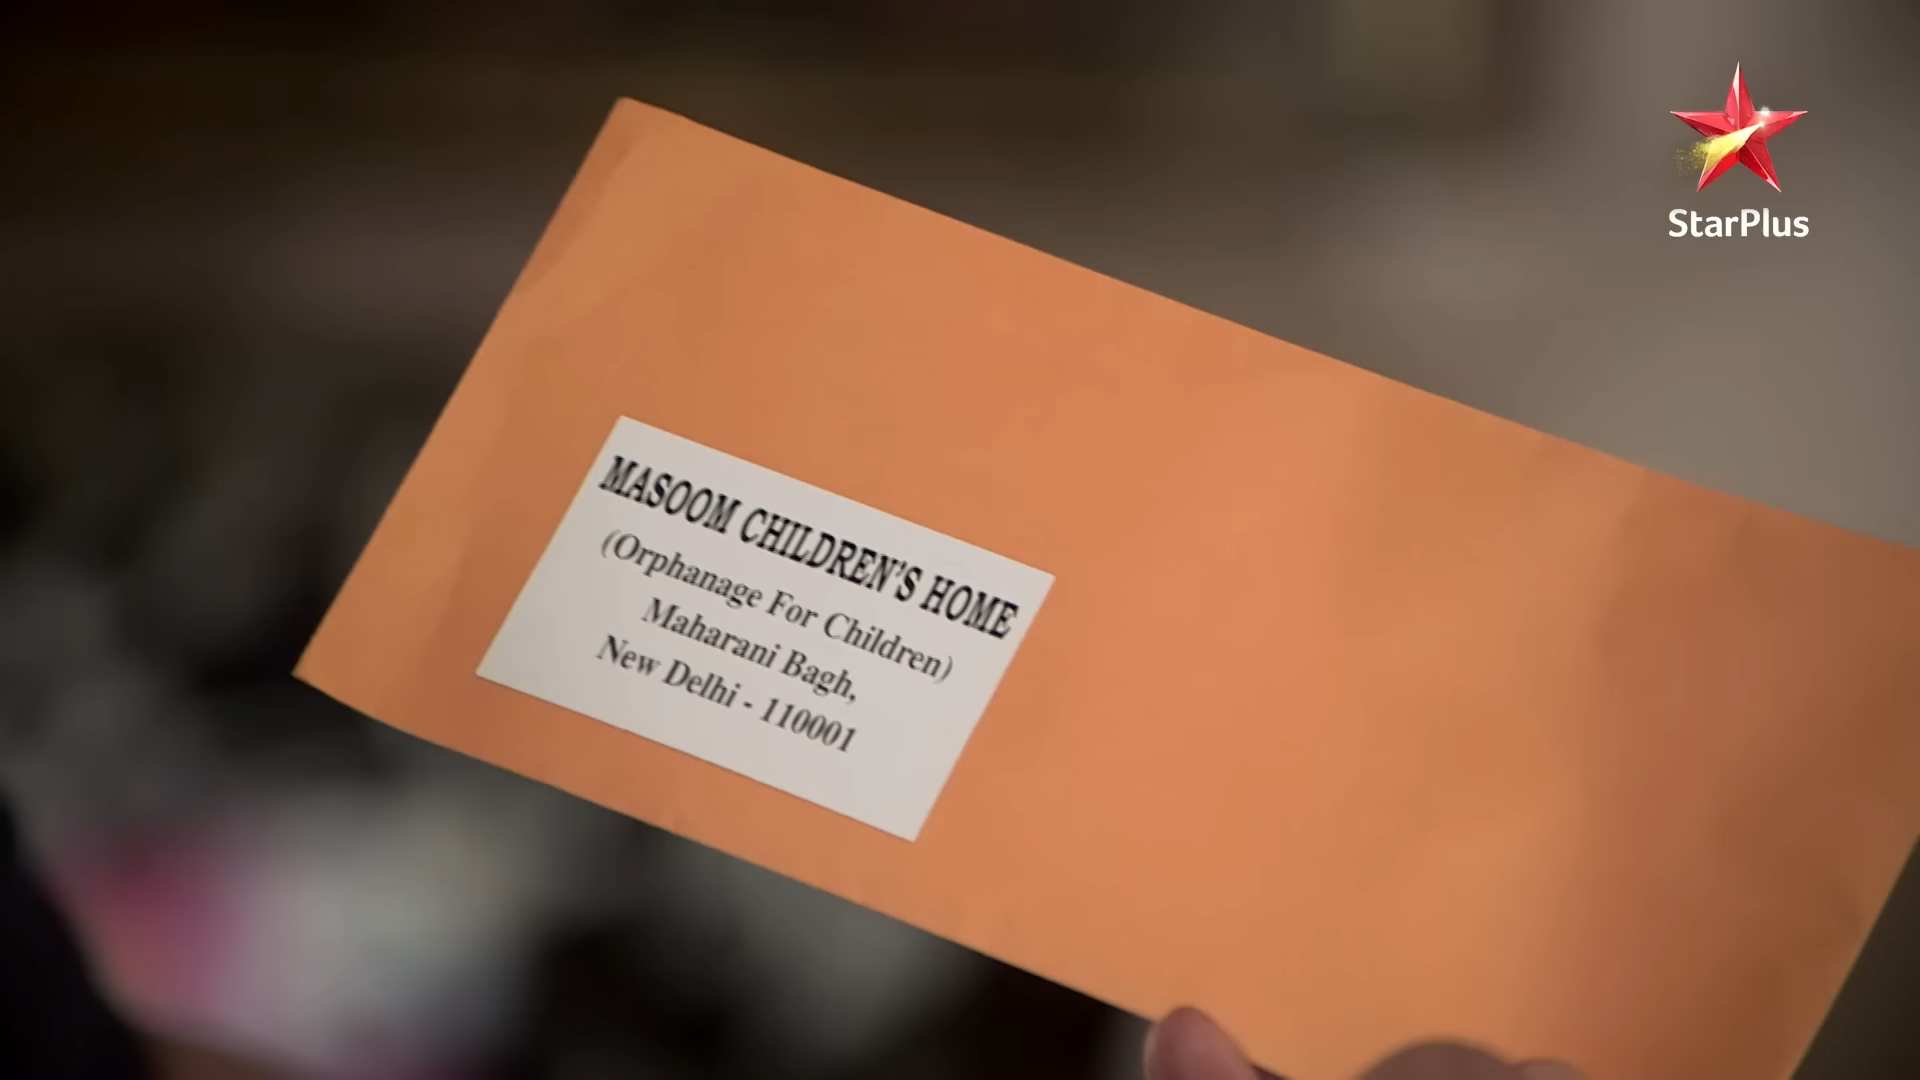 StarPlus
MASOOM CHILDREN'S HOME
(Orphanage For Children)
Maharani Bagh,
New Delhi - 110001